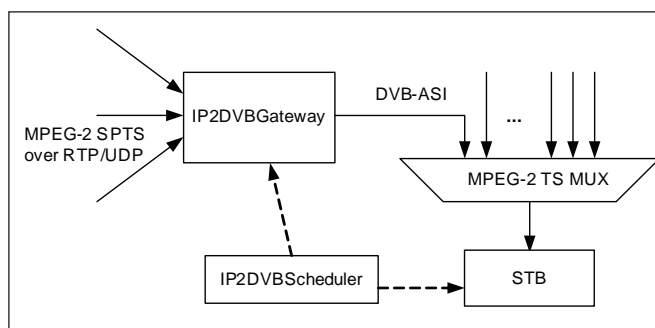 DVB-ASI
IP2DVBGateway
...
MPEG-2 SPTS
over RTP/UDP
MPEG-2 TS MUX
IP2DVBScheduler
STB